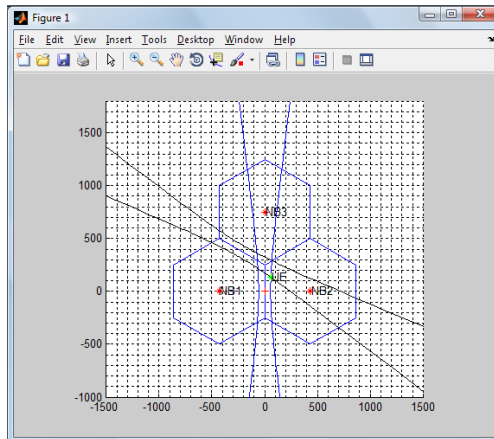 Figure 1
File Edit View Insert Tools Desktop Window Help
1500
1000
NB3
500
UE
0
NB1
NB2
-500
-1000
-1500 -1000 -500 0 500 1000 1500